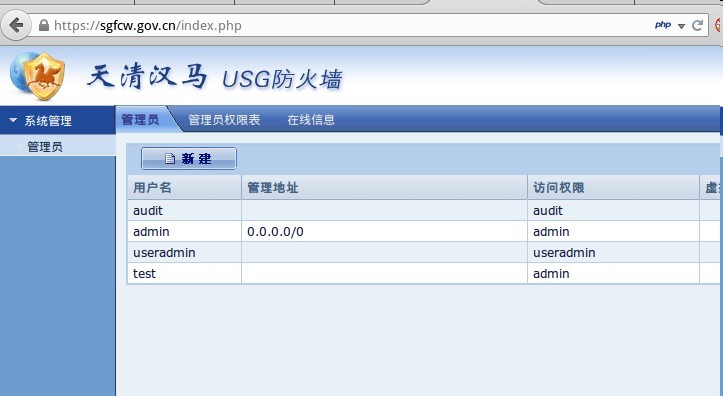 https://sgfcw.gov.cn/index.php php
天清汉马 USG防火墙
系统管理 管理员 管理员权限表 在线信息
管理员
新建
用户名 管理地址 访问权限
audit audit
admin 0.0.0.0/0 admin
useradmin useradmin
test admin